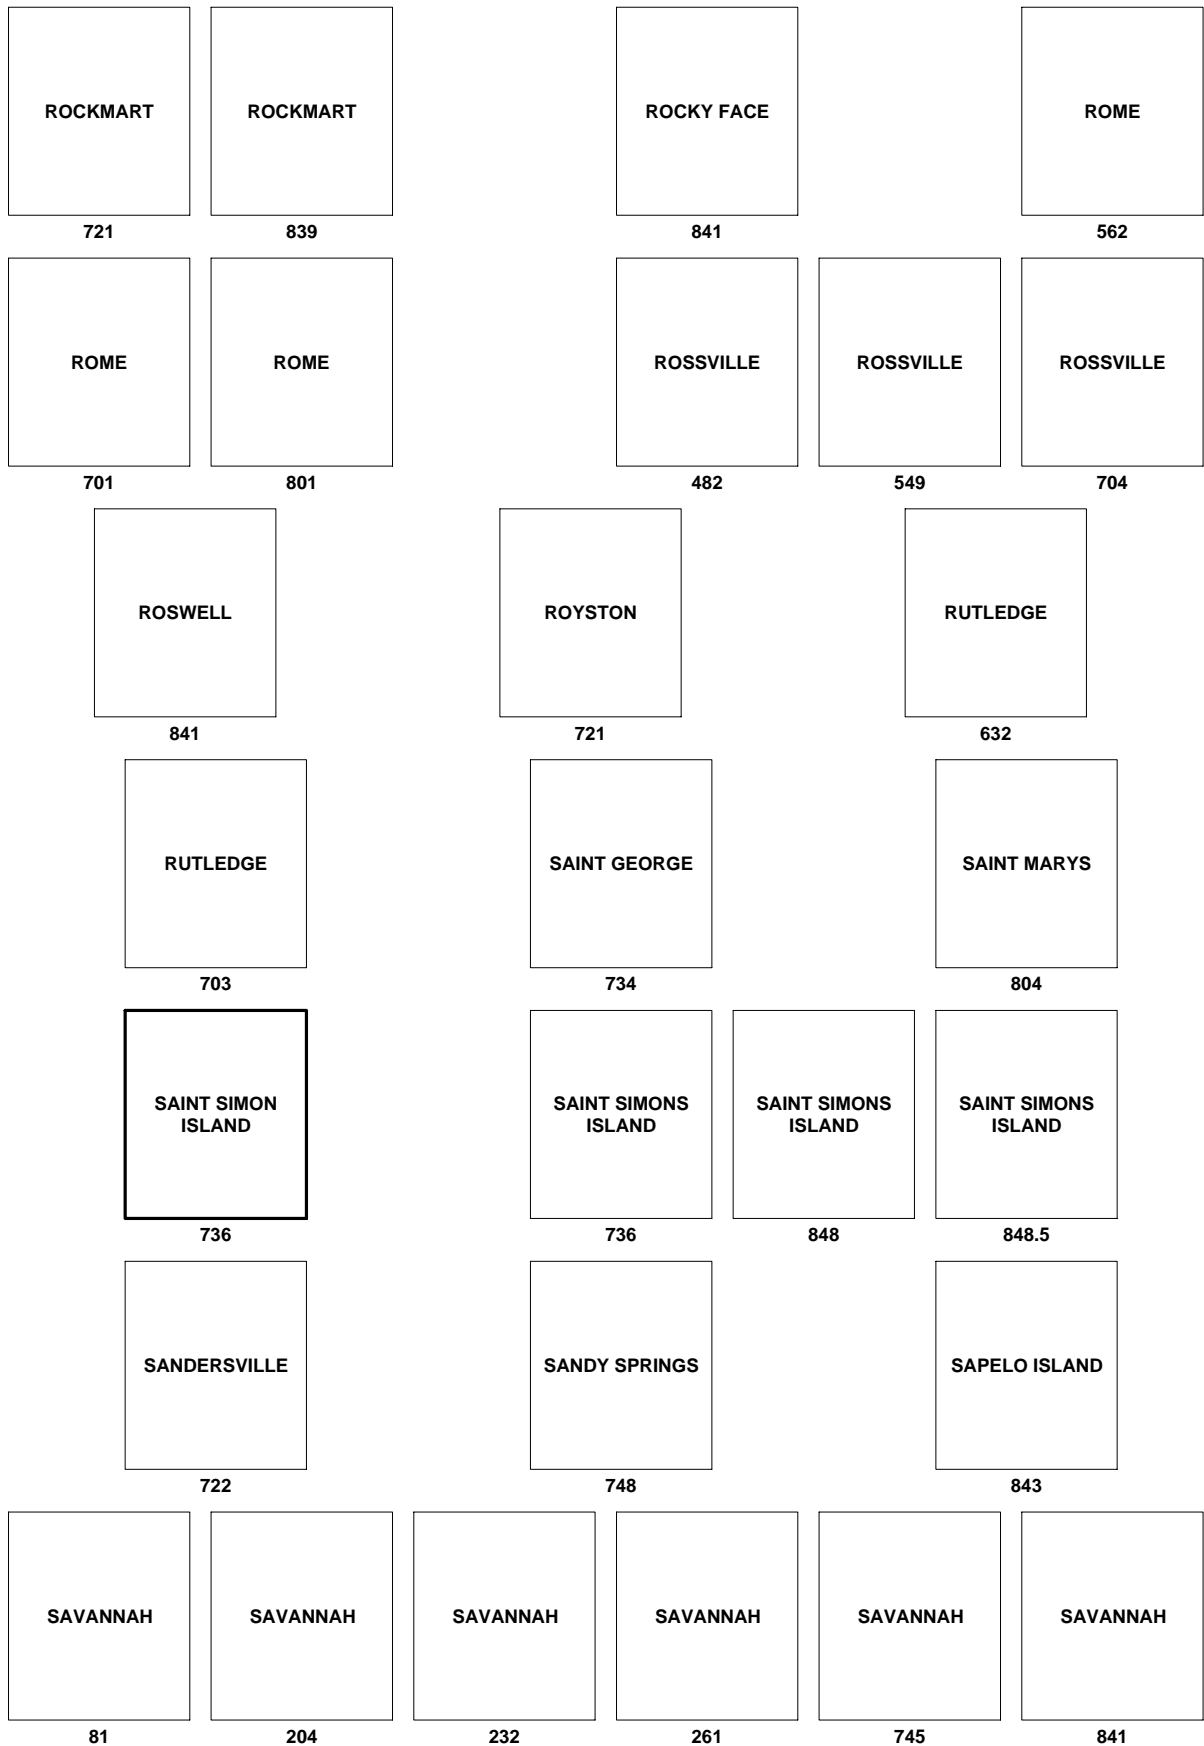 ROCKMART ROCKMART ROCKY FACE ROME
721 839 841 562
ROME ROME ROSSVILLE ROSSVILLE ROSSVILLE
701 801 482 549 704
ROSWELL ROYSTON RUTLEDGE
841 721 632
RUTLEDGE SAINT GEORGE SAINT MARYS
703 734 804
SAINT SIMON SAINT SIMONS SAINT SIMONS SAINT SIMONS
ISLAND ISLAND ISLAND ISLAND
736 736 848 848.5
SANDERSVILLE SANDY SPRINGS SAPELO ISLAND
722 748 843
SAVANNAH SAVANNAH SAVANNAH SAVANNAH SAVANNAH SAVANNAH
81 204 232 261 745 841